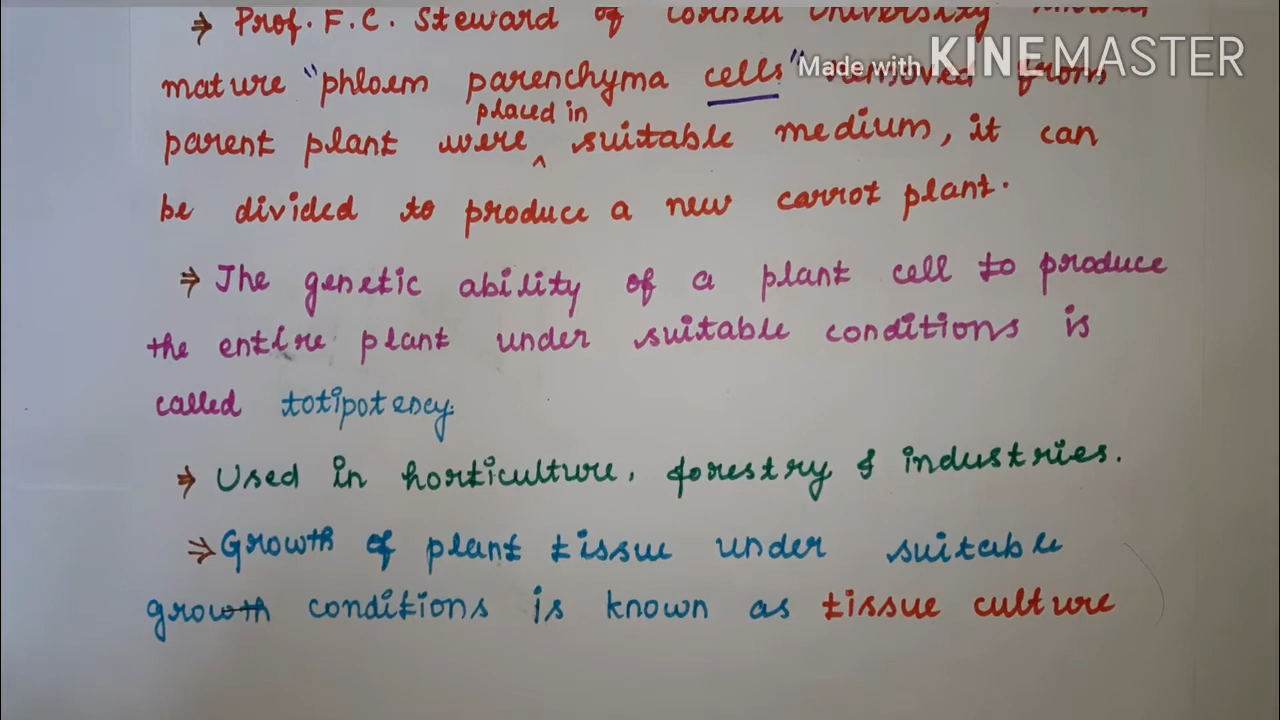 ⇒ Prof. F.C. Steward of Cornell University showed
Made with KINEMASTER
mature "phloem parenchyma cells" removed from
placed in
parent plant were ^ suitable medium, it can
be divided to produce a new carrot plant.
⇒ The genetic ability of a plant cell to produce
the entire plant under suitable conditions is
called totipotency.
⇒ Used in horticulture, forestry & industries.
⇒ Growth of plant tissue under suitable
growth conditions is known as tissue culture